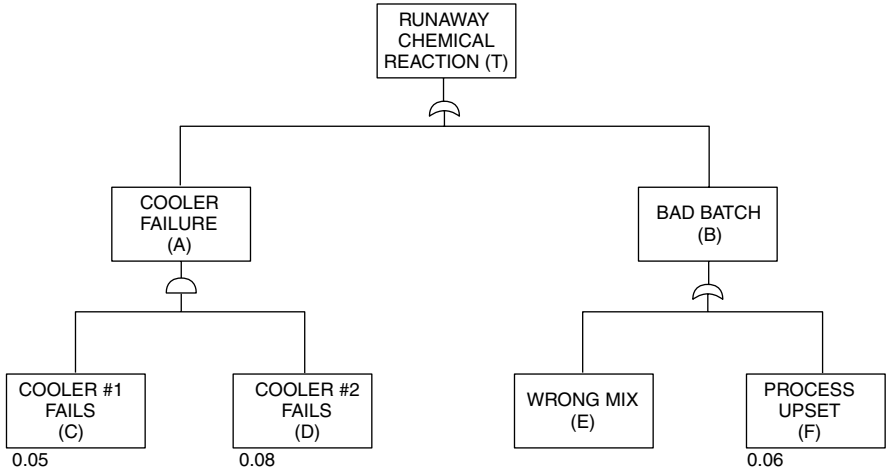 RUNAWAY
CHEMICAL
REACTION (T)
COOLER
FAILURE
(A)
BAD BATCH
(B)
COOLER #1
FAILS
(C)
COOLER #2
FAILS
(D)
WRONG MIX
(E)
PROCESS
UPSET
(F)
0.05
0.08
0.06